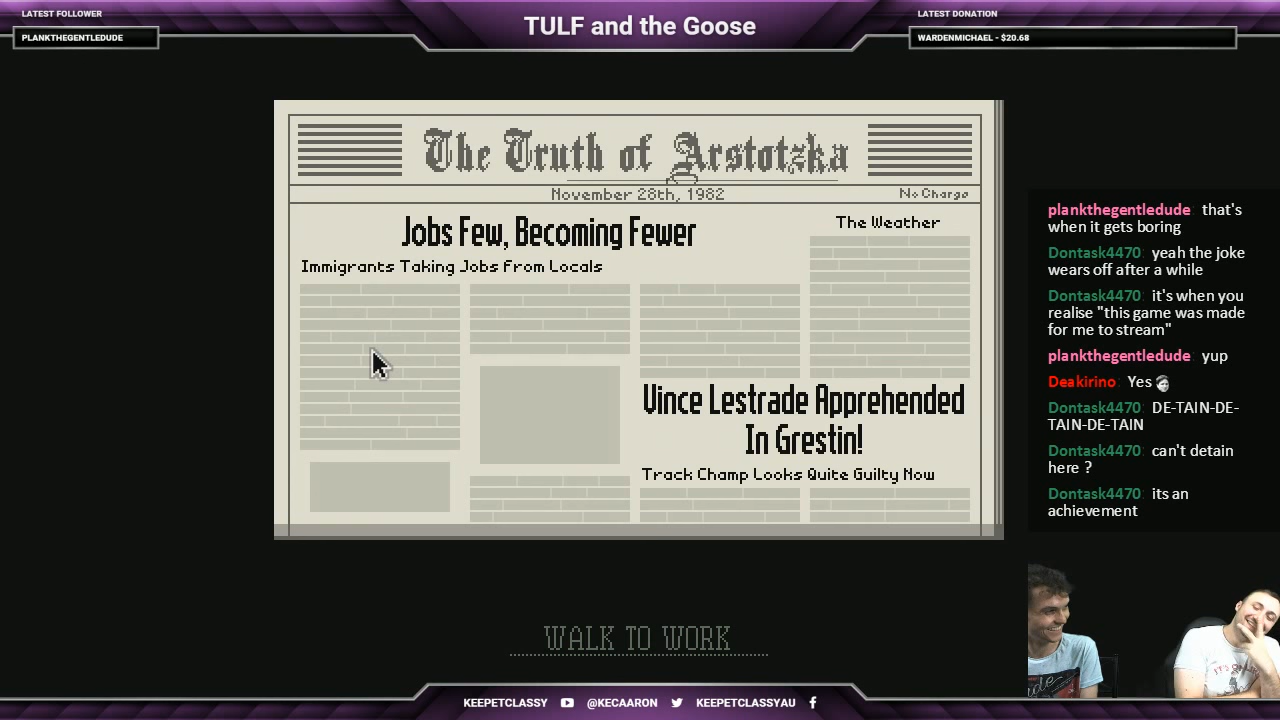 LATEST FOLLOWER
PLANKTHEGENTLEDUDE
TULF and the Goose
LATEST DONATION
WARDENMICHAEL - $20.68
The Truth of Arstotzka
November 28th, 1982
No Charge
Jobs Few, Becoming Fewer
Immigrants Taking Jobs From Locals
The Weather
Vince Lestrade Apprehended
In Grestin!
Track Champ Looks Quite Guilty Now
WALK TO WORK
plankthegentledude: that's
when it gets boring
Dontask4470: yeah the joke
wears off after a while
Dontask4470: it's when you
realise "this game was made
for me to stream"
plankthegentledude: yup
Deakirino: Yes
Dontask4470: DE-TAIN-DE-
TAIN-DE-TAIN
Dontask4470: can't detain
here ?
Dontask4470: its an
achievement
KEEPETCLASSY
@KECAARON
KEEPETCLASSYAU